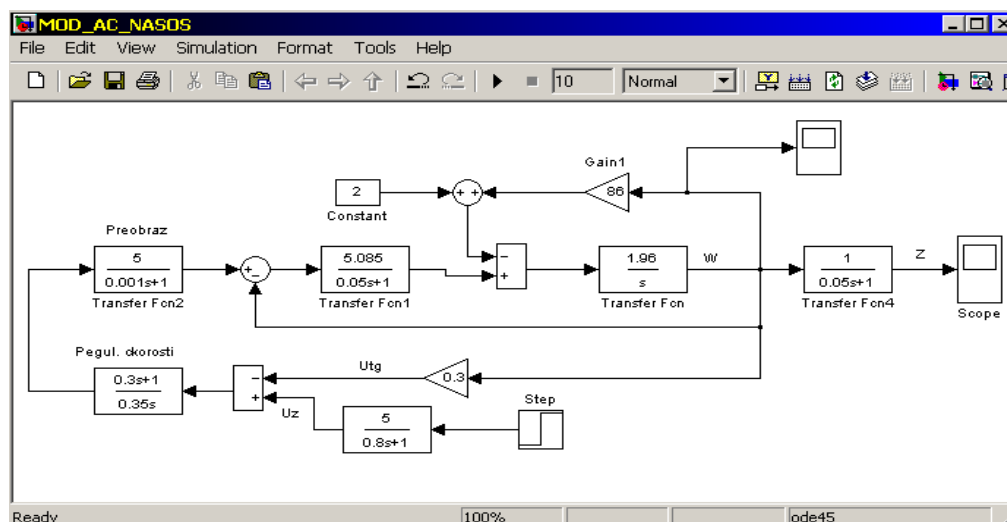 MOD_AC_NASOS
File Edit View Simulation Format Tools Help
10 Normal
Gain1
86
2
Constant
+ +
Preobraz
5
0.001s+1
Transfer Fcn2
+
−
5.085
0.05s+1
Transfer Fcn1
−
+
1.96
s
Transfer Fcn
W
1
0.05s+1
Transfer Fcn4
Z
Scope
Pegul. ckorosti
0.3s+1
0.35s
−
+
Utg
0.3
Uz
5
0.8s+1
Step
Ready 100% ode45